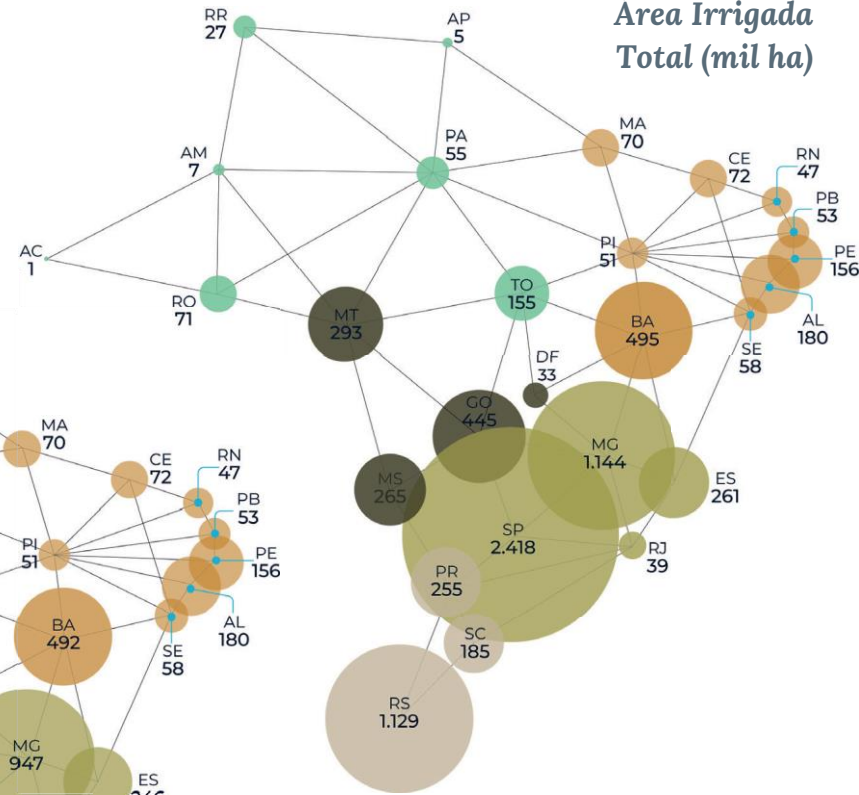 Area Irrigada
Total (mil ha)
RR
27
AP
5
MA
70
CE
72
RN
47
PB
53
PE
156
AL
180
SE
58
PI
51
PA
55
AM
7
AC
1
RO
71
MT
293
TO
155
BA
495
DF
33
GO
445
MG
1.144
ES
261
MS
265
SP
2.418
RJ
39
PR
255
SC
185
RS
1.129
MA
70
CE
72
RN
47
PB
53
PE
156
AL
180
SE
58
PI
51
BA
492
MG
947
ES